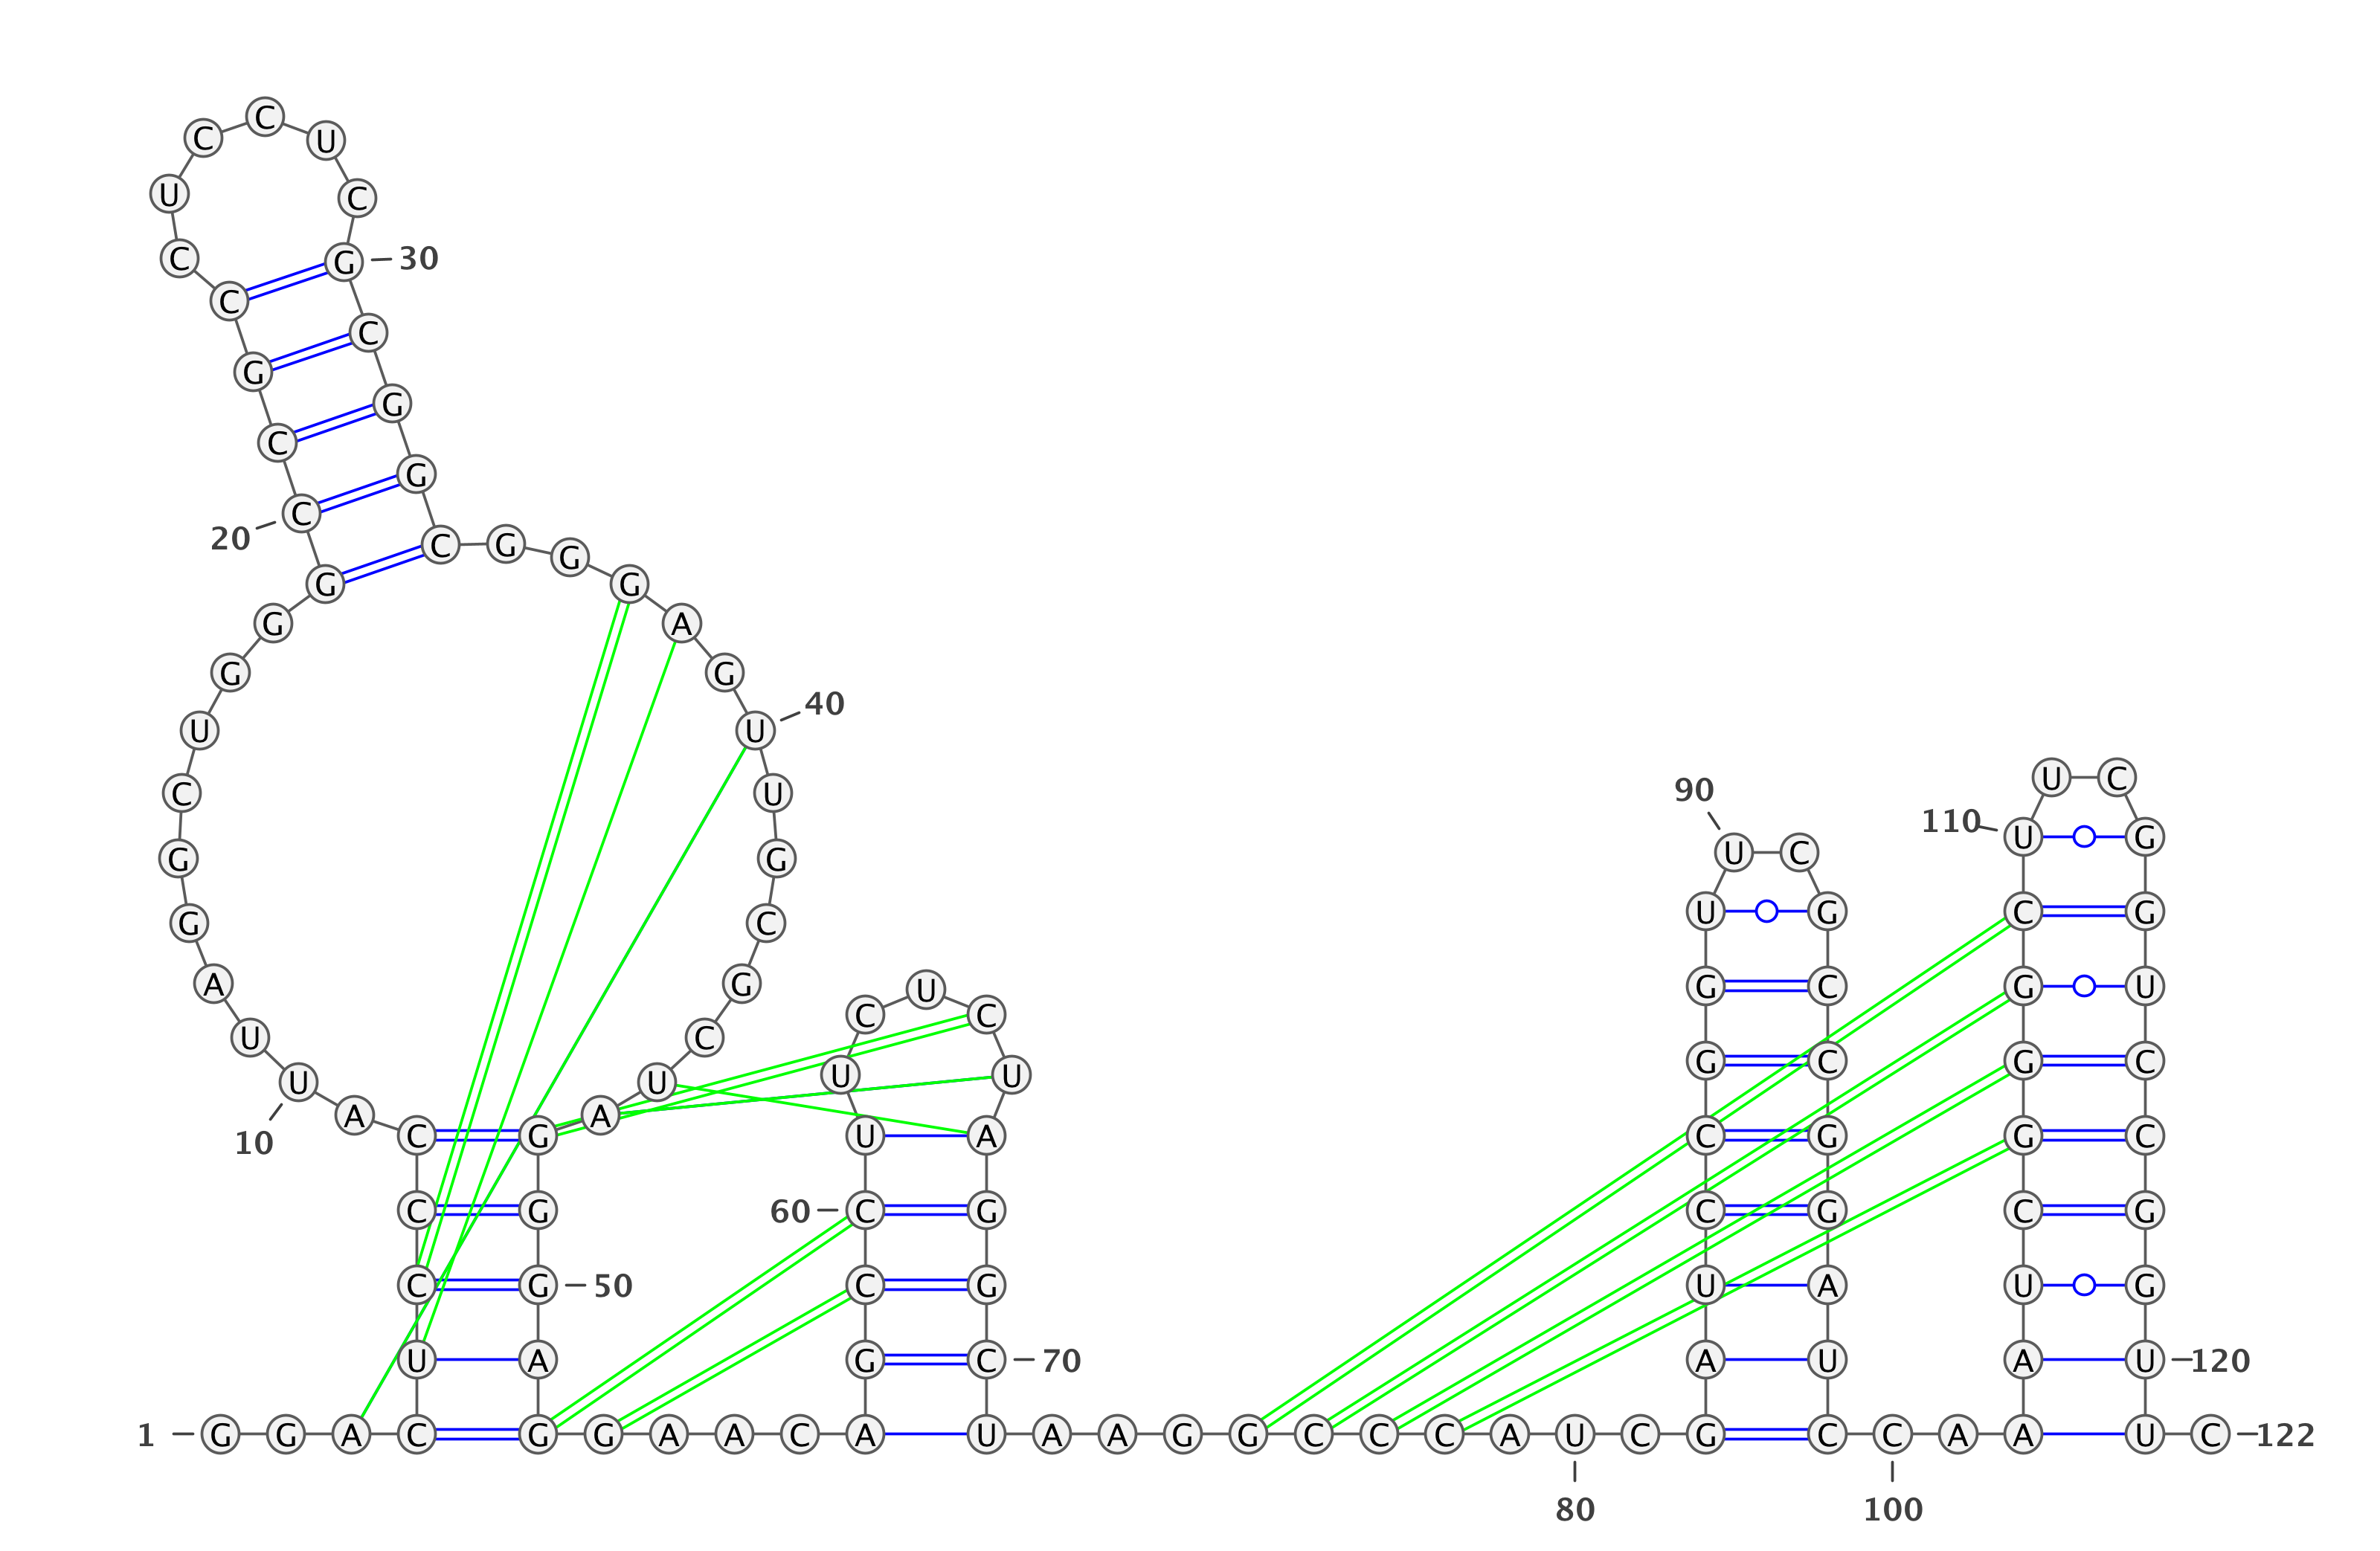 C
C U
U C
C G 30
C
C
G
G
C
G
C
20
C G
G
G G
G A
G G
40
U U
U C
90
C U
110 U G
U C
G G
U G C G
G C
A G U G C G U
C C
U C
G C G C
U U
U U
A A
C G U A C G G C
10
C G 60 C G C G C G
C G 50 C G U A U G
U A G C 70 A U A U 120
1 G G A C G G A A C A U A A G G C C C A U C G C C A A U C 122
80 100